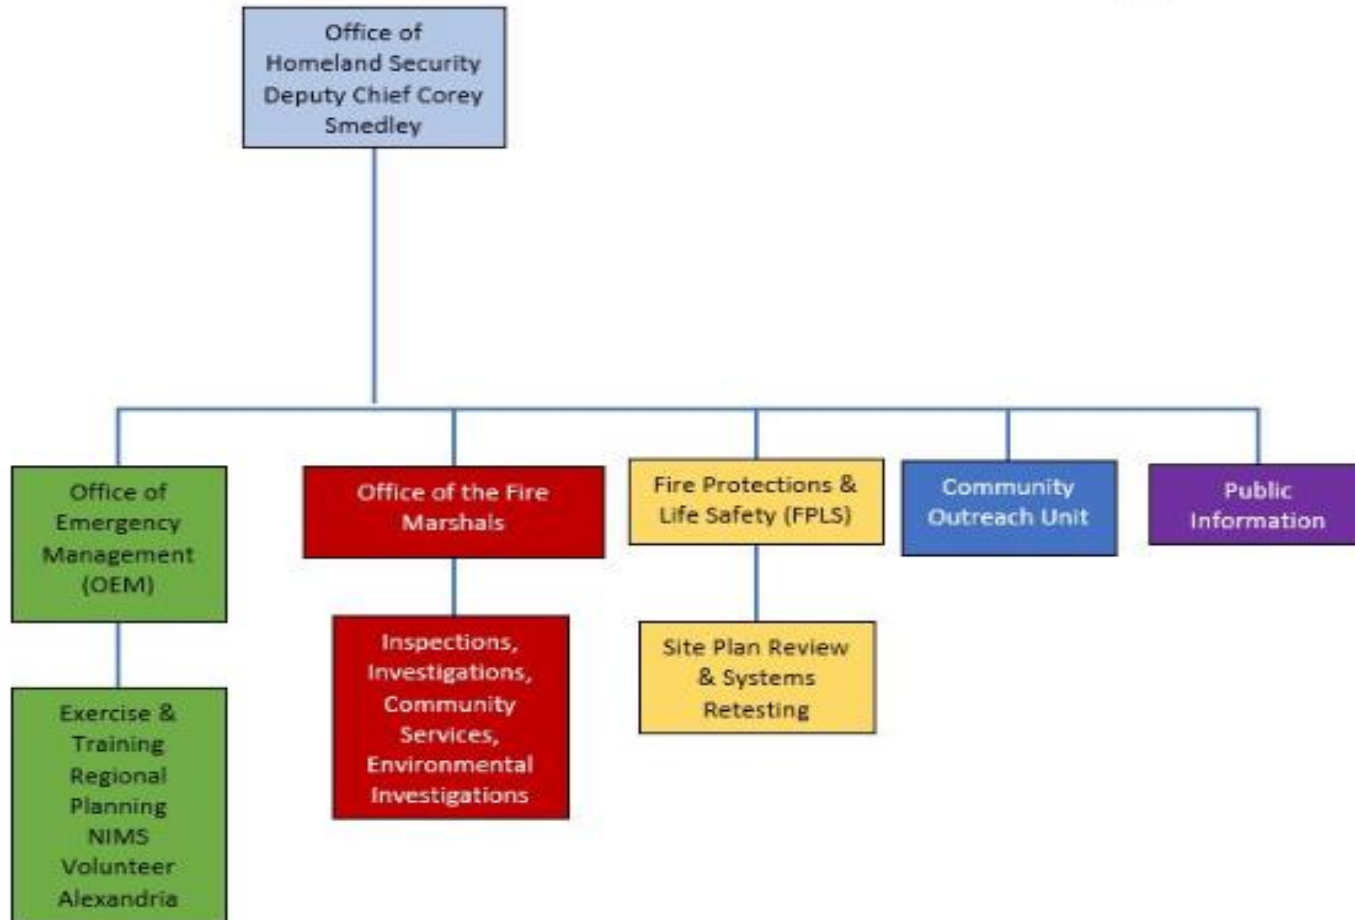 Office of
Homeland Security
Deputy Chief Corey
Smedley
Office of
Emergency
Management
(OEM)
Office of the Fire
Marshals
Fire Protections &
Life Safety (FPLS)
Community
Outreach Unit
Public
Information
Exercise &
Training
Regional
Planning
NIMS
Volunteer
Alexandria
Inspections,
Investigations,
Community
Services,
Environmental
Investigations
Site Plan Review
& Systems
Retesting